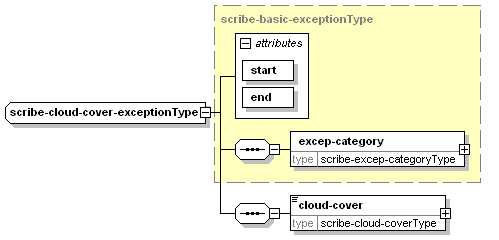 scribe-basic-exceptionType
attributes
start
end
scribe-cloud-cover-exceptionType
excep-category
type scribe-excep-categoryType
cloud-cover
type scribe-cloud-coverType